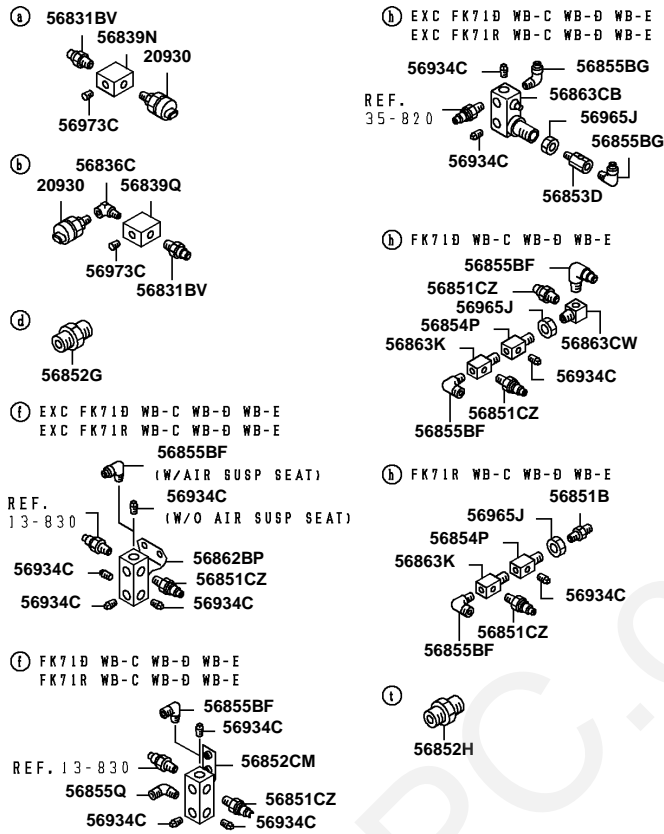 a
56831BV
56839N
20930
56973C
b
56836C
20930 56839Q
56973C
56831BV
d
56852G
f EXC FK71D WB-C WB-D WB-E
EXC FK71R WB-C WB-D WB-E
56855BF
(W/AIR SUSP SEAT)
56934C
(W/O AIR SUSP SEAT)
REF.
13-830
56862BP
56934C
56851CZ
56934C
56934C
f FK71D WB-C WB-D WB-E
FK71R WB-C WB-D WB-E
56855BF
56934C
56852CM
REF. 13-830
56855Q
56851CZ
56934C
56934C
h EXC FK71D WB-C WB-D WB-E
EXC FK71R WB-C WB-D WB-E
56934C
56855BG
56863CB
REF.
35-820
56965J
56934C
56855BG
56853D
h FK71D WB-C WB-D WB-E
56855BF
56851CZ
56965J
56854P
56863K
56863CW
56934C
56851CZ
56855BF
h FK71R WB-C WB-D WB-E
56851B
56965J
56854P
56863K
56934C
56851CZ
56855BF
t
56852H